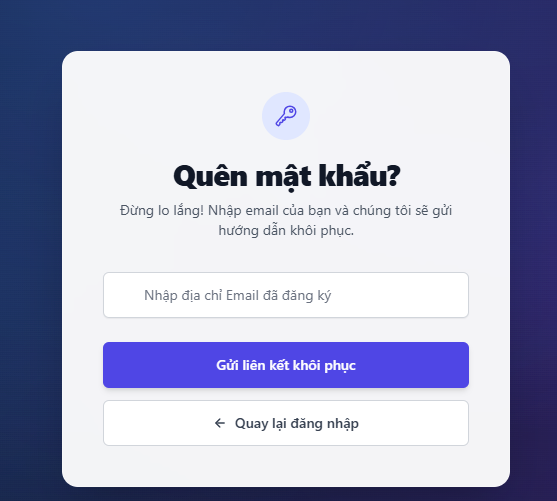 Quên mật khẩu?
Đừng lo lắng! Nhập email của bạn và chúng tôi sẽ gửi
hướng dẫn khôi phục.
Nhập địa chỉ Email đã đăng ký
Gửi liên kết khôi phục
← Quay lại đăng nhập